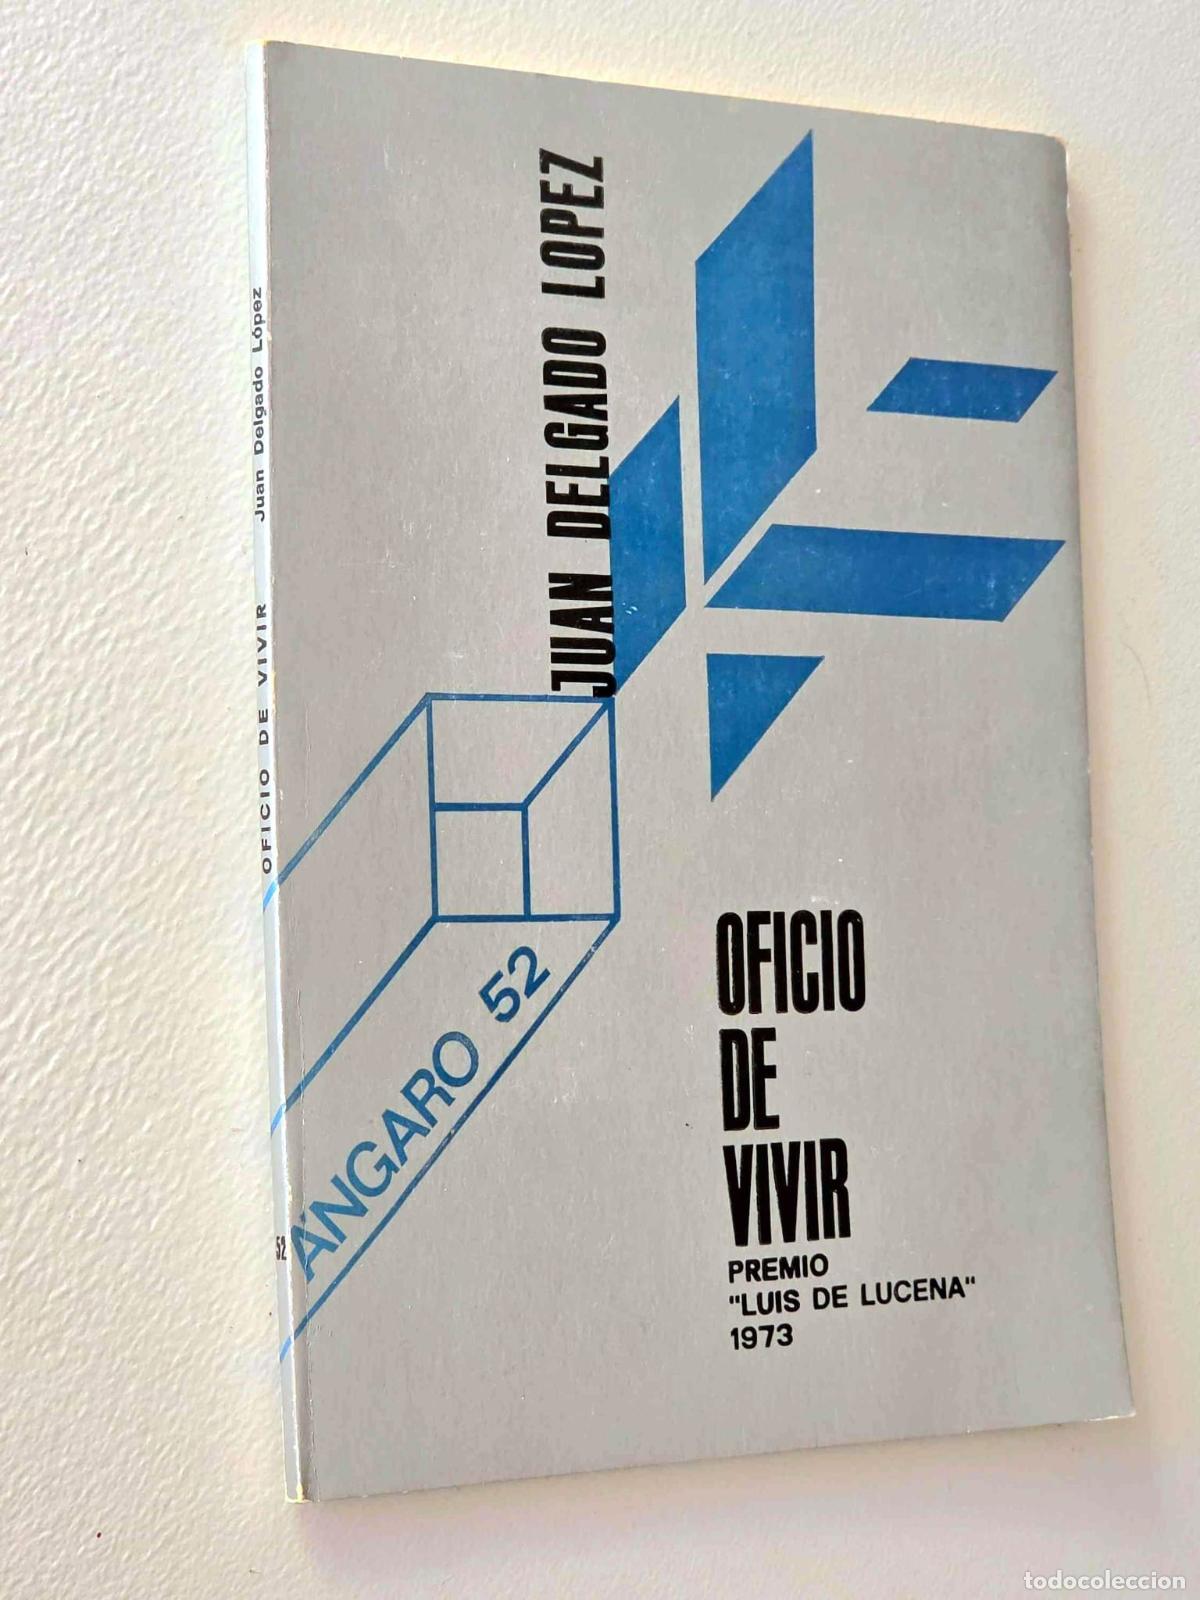 JUAN DELGADO LOPEZ
OFICIO DE VIVIR Juan Delgado López
52
ANGARO 52
OFICIO
DE
VIVIR
PREMIO
"LUIS DE LUCENA"
1973
todocoleccion